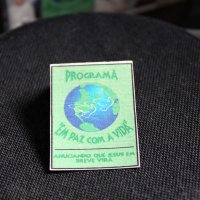 PROGRAMA
EM PAZ COM A VIDA
ANUNCIANDO QUE JESUS EM
BREVE VIRÁ